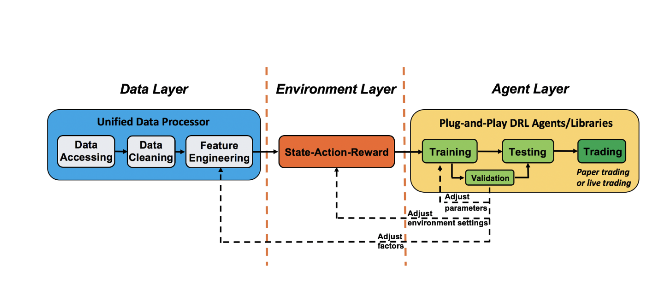 Data Layer
Environment Layer
Agent Layer
Unified Data Processor
Data
Accessing
Data
Cleaning
Feature
Engineering
State-Action-Reward
Plug-and-Play DRL Agents/Libraries
Training
Testing
Trading
Validation
Paper trading
or live trading
Adjust
parameters
Adjust
environment settings
Adjust
factors